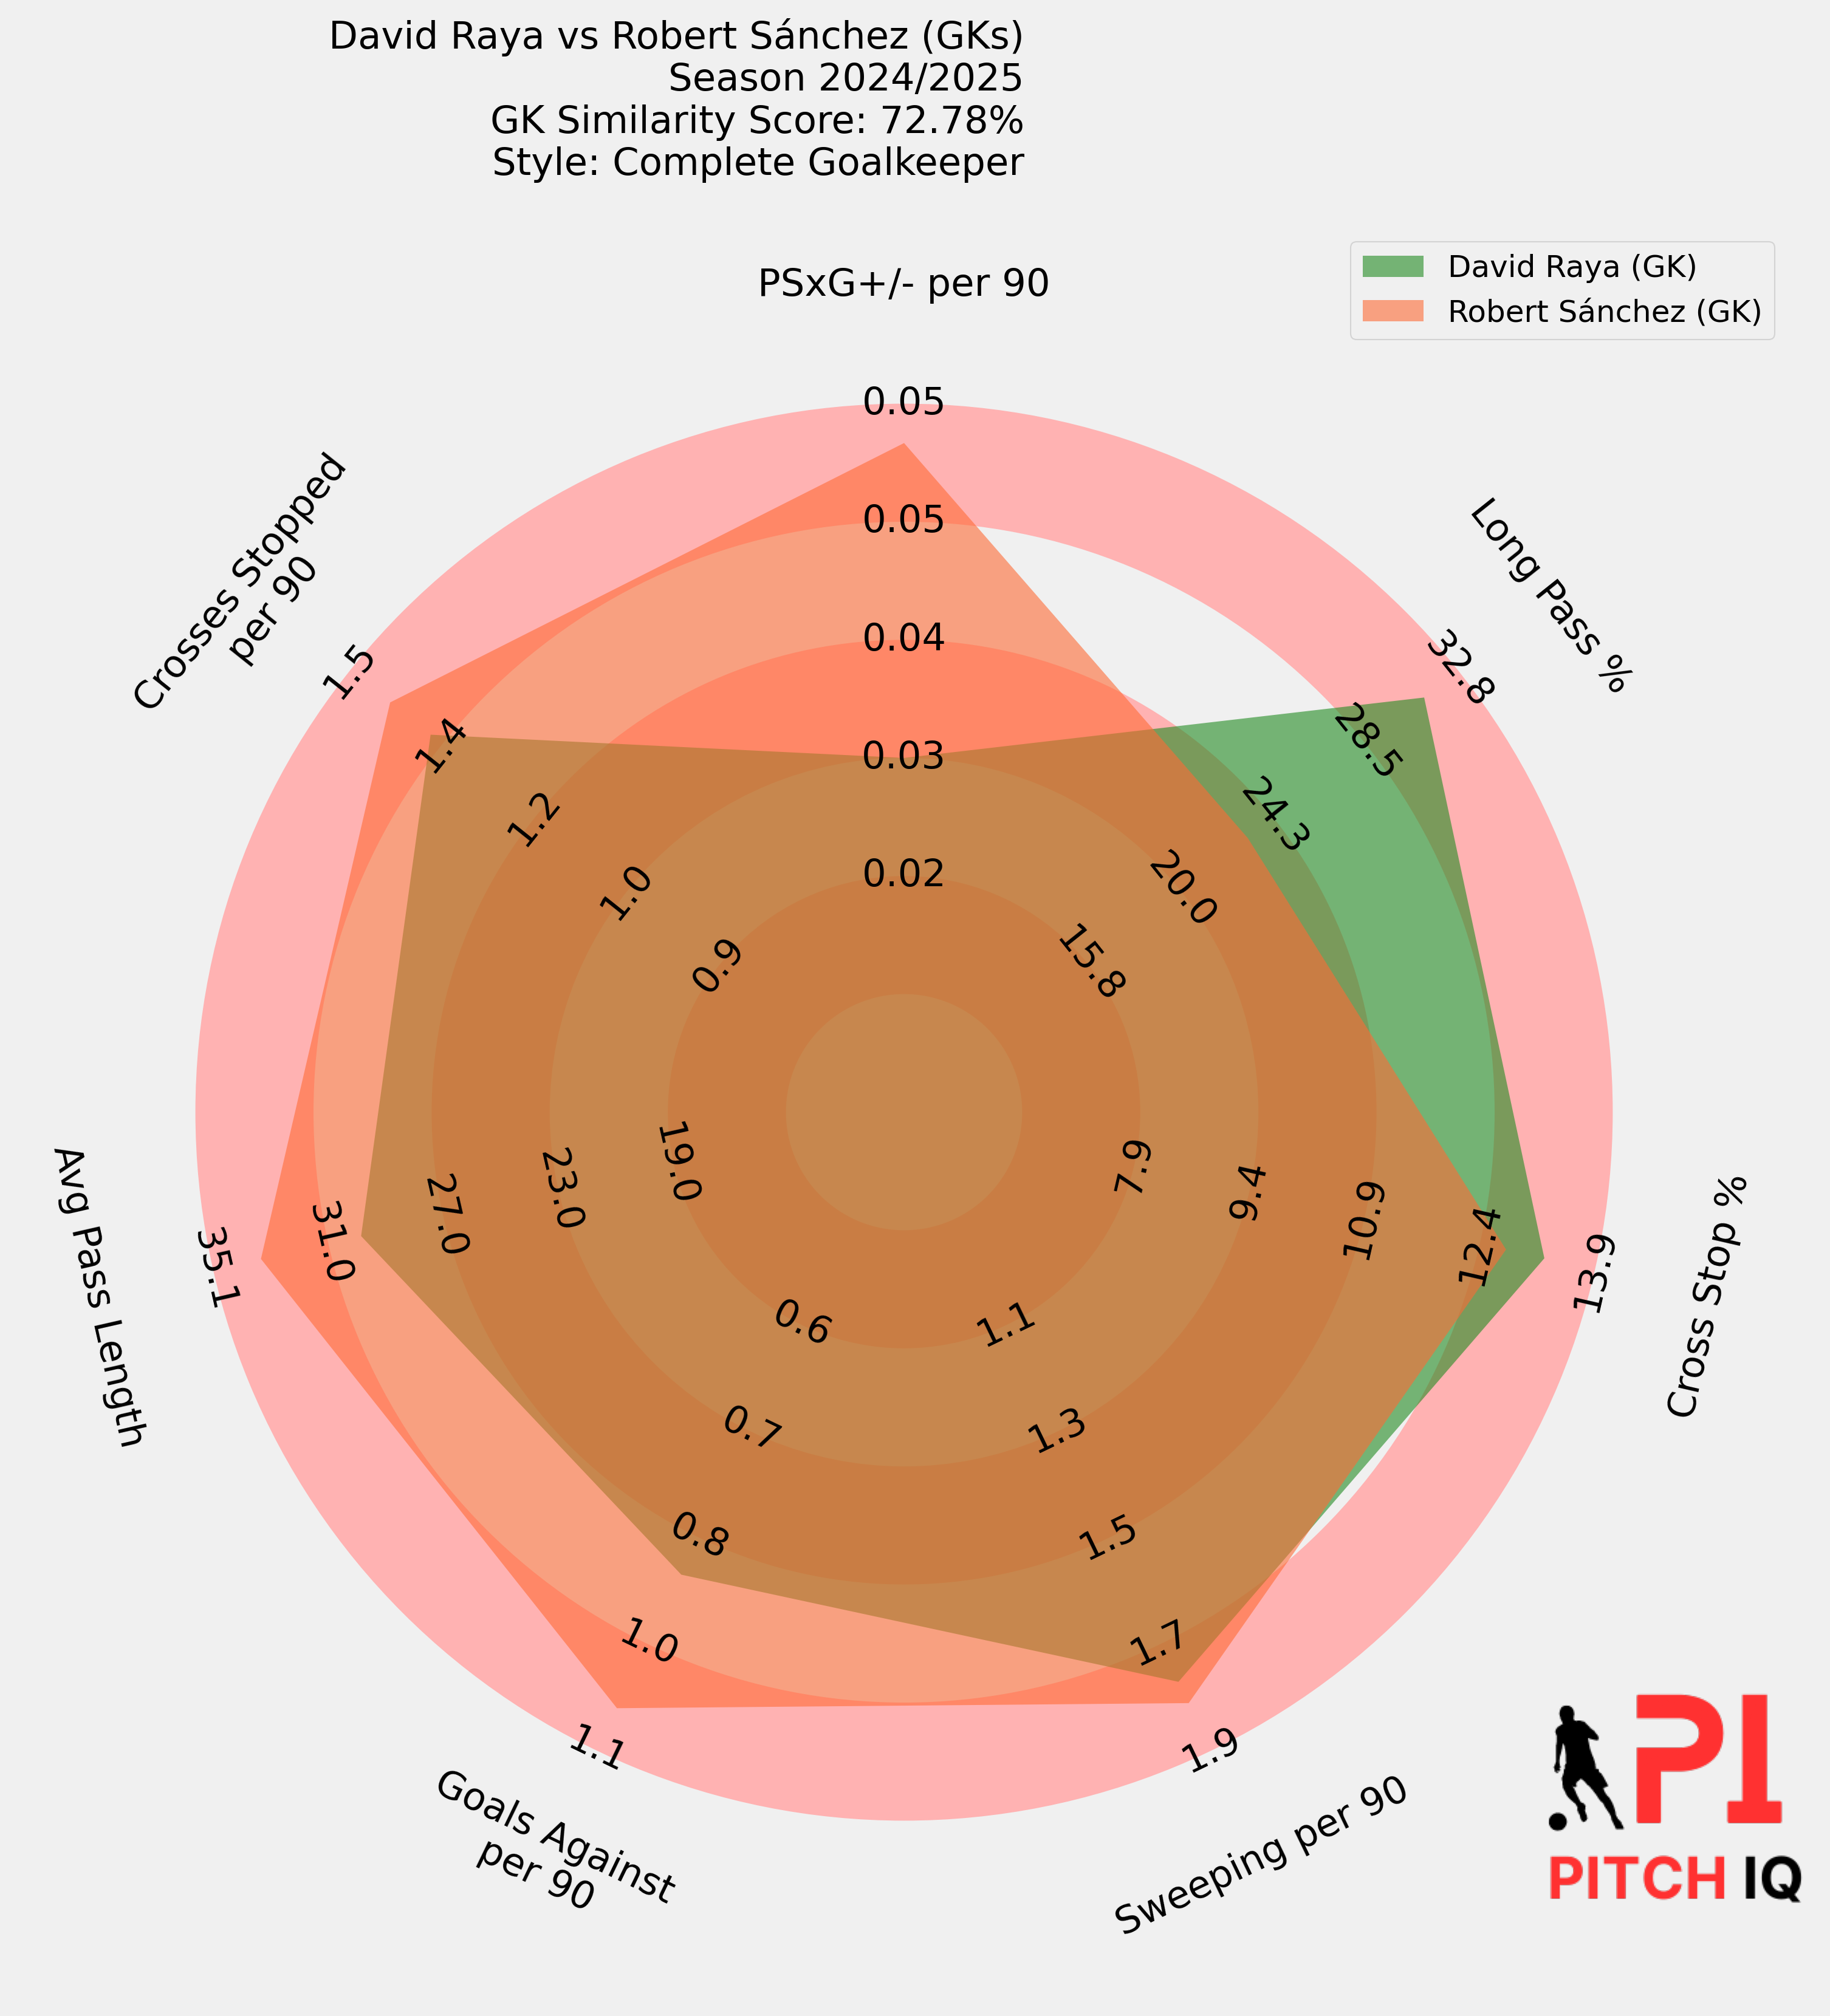 David Raya vs Robert Sánchez (GKs)
Season 2024/2025
GK Similarity Score: 72.78%
Style: Complete Goalkeeper
David Raya (GK)
Robert Sánchez (GK)
PSxG+/- per 90
0.05
0.05
0.04
0.03
0.02
Long Pass %
32.8
28.5
24.3
20.0
15.8
Cross Stop %
13.9
12.4
10.9
9.4
7.9
Sweeping per 90
1.9
1.7
1.5
1.3
1.1
Goals Against
per 90
1.1
1.0
0.8
0.7
0.6
Avg Pass Length
35.1
31.0
27.0
23.0
19.0
Crosses Stopped
per 90
1.5
1.4
1.2
1.0
0.9
PI
PITCH IQ